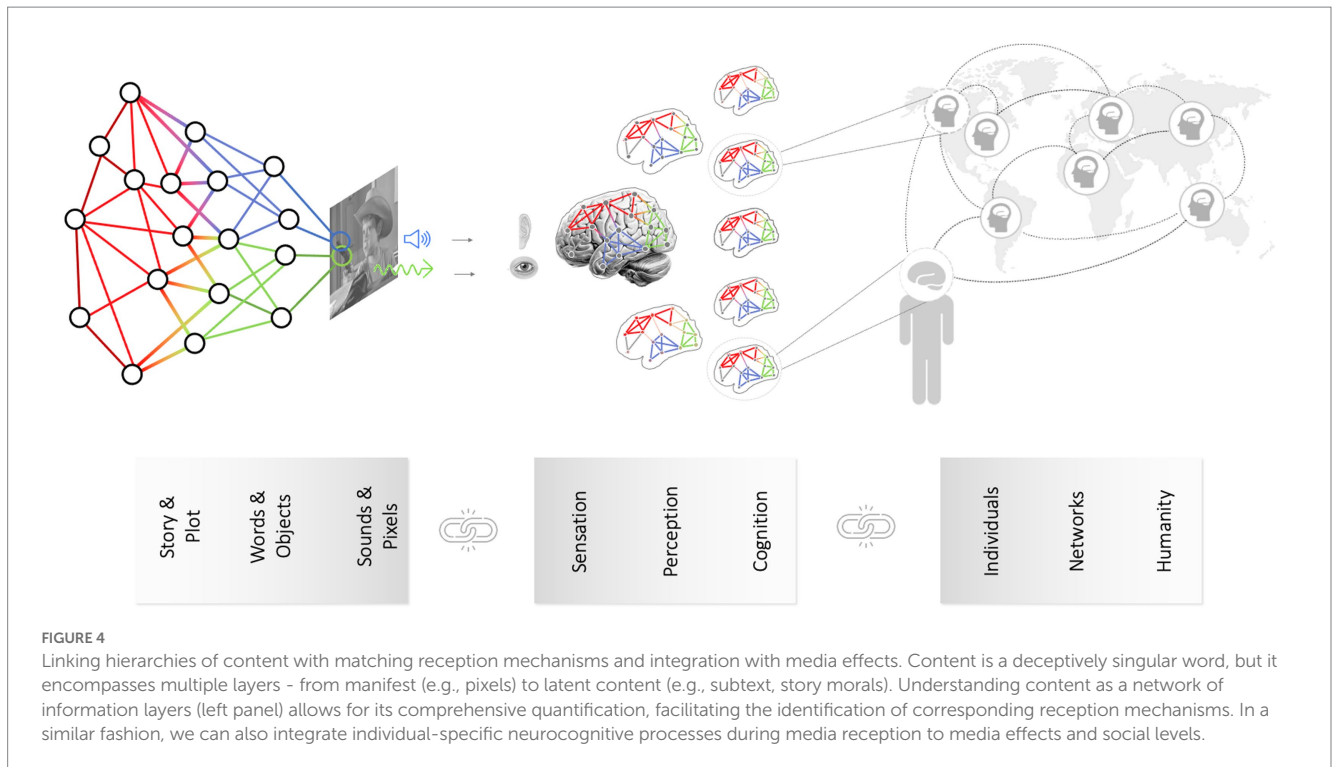 Story &
Plot
Words &
Objects
Sounds &
Pixels
Sensation
Perception
Cognition
Individuals
Networks
Humanity
FIGURE 4
Linking hierarchies of content with matching reception mechanisms and integration with media effects. Content is a deceptively singular word, but it
encompasses multiple layers - from manifest (e.g., pixels) to latent content (e.g., subtext, story morals). Understanding content as a network of
information layers (left panel) allows for its comprehensive quantification, facilitating the identification of corresponding reception mechanisms. In a
similar fashion, we can also integrate individual-specific neurocognitive processes during media reception to media effects and social levels.